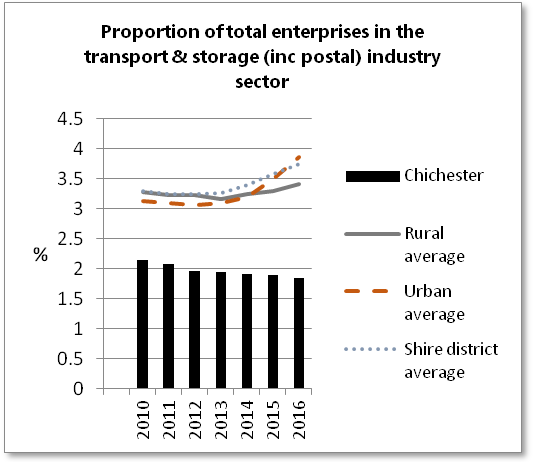 Proportion of total enterprises in the
transport & storage (inc postal) industry
sector
4.5
4
3.5
3
2.5
2
1.5
1
0.5
0
%
2010
2011
2012
2013
2014
2015
2016
Chichester
Rural
average
Urban
average
Shire district
average